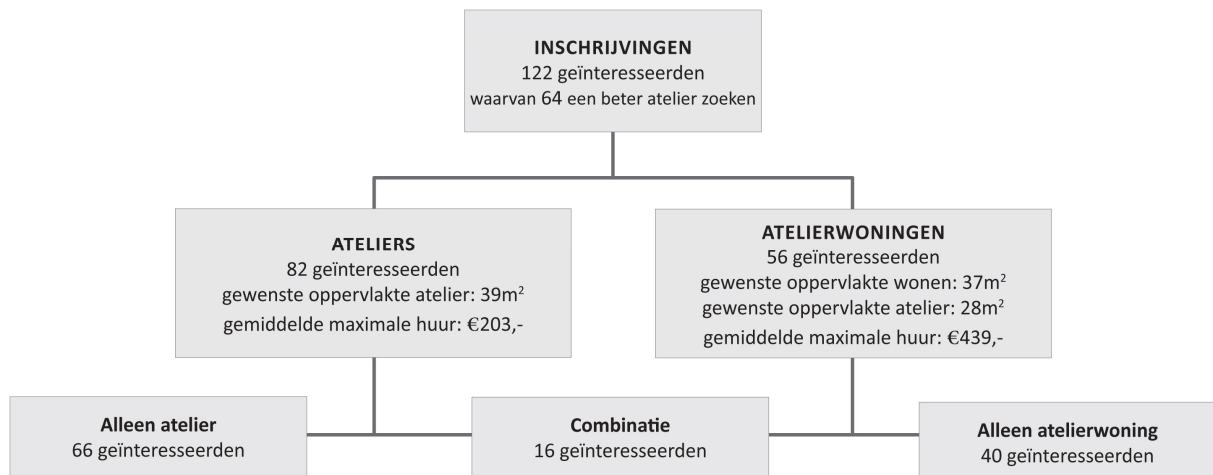 INSCHRIJVINGEN
122 geïnteresseerden
waarvan 64 een beter atelier zoeken
ATELIERS
82 geïnteresseerden
gewenste oppervlakte atelier: 39m²
gemiddelde maximale huur: €203,-
ATELIERWONINGEN
56 geïnteresseerden
gewenste oppervlakte wonen: 37m²
gewenste oppervlakte atelier: 28m²
gemiddelde maximale huur: €439,-
Alleen atelier
66 geïnteresseerden
Combinatie
16 geïnteresseerden
Alleen atelierwoning
40 geïnteresseerden